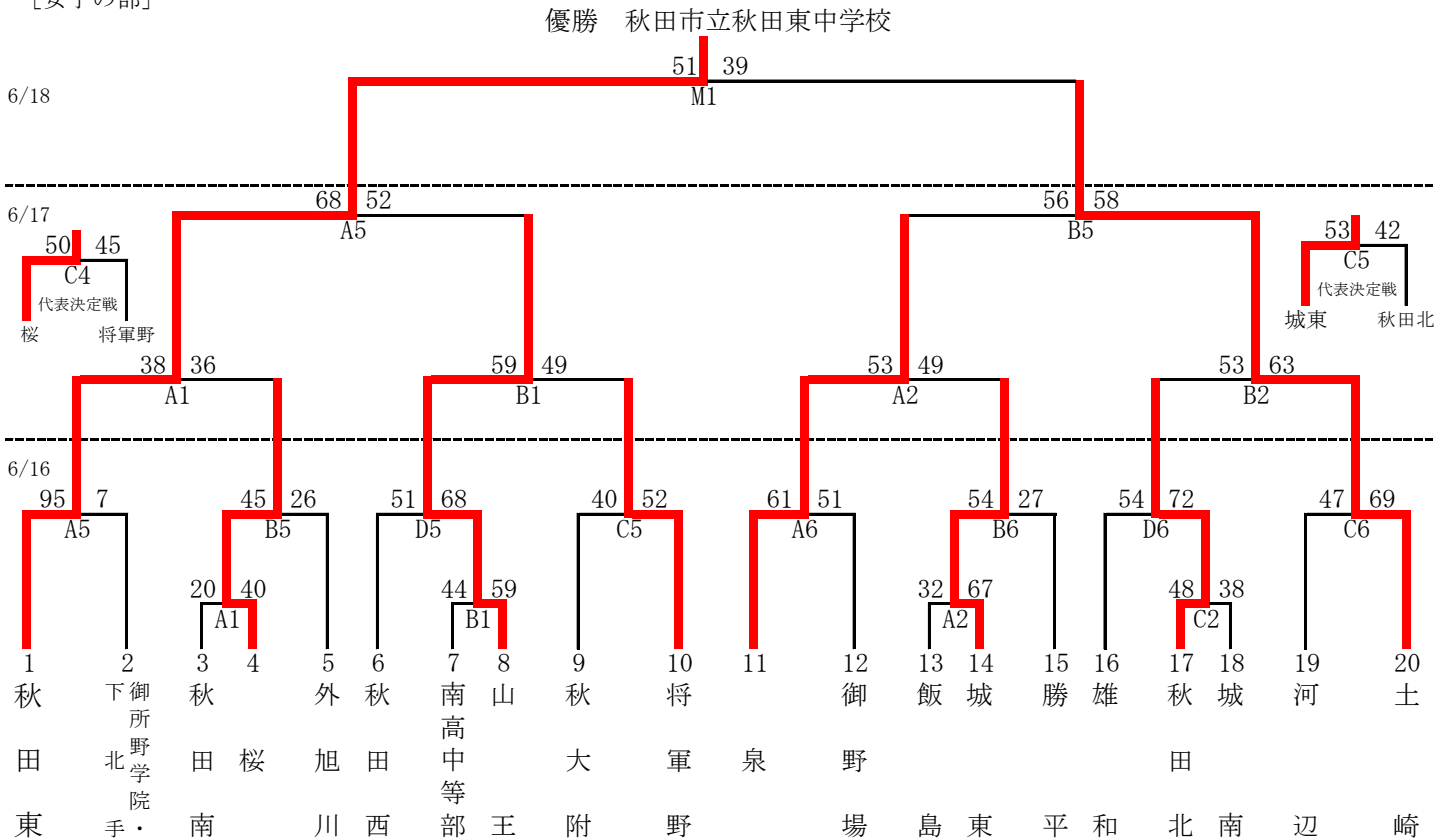 [女子の部]
優勝　秋田市立秋田東中学校
51 39
M1
6/18
68 52
A5
56 58
B5
6/17
50 45
C4
代表決定戦
桜 将軍野
53 42
C5
代表決定戦
城東 秋田北
38 36
A1
59 49
B1
53 49
A2
53 63
B2
6/16
95 7
A5
45 26
B5
51 68
D5
40 52
C5
61 51
A6
54 27
B6
54 72
D6
47 69
C6
20 40
A1
44 59
B1
32 67
A2
48 38
C2
1 2 3 4 5 6 7 8 9 10 11 12 13 14 15 16 17 18 19 20
秋田東
御所野学院・
下北手
秋田南
桜
外旭川
秋田西
南高中等部
山王
秋大附
将軍野
泉
御野場
飯島
城東
勝平
雄和
秋田北
城南
河辺
土崎